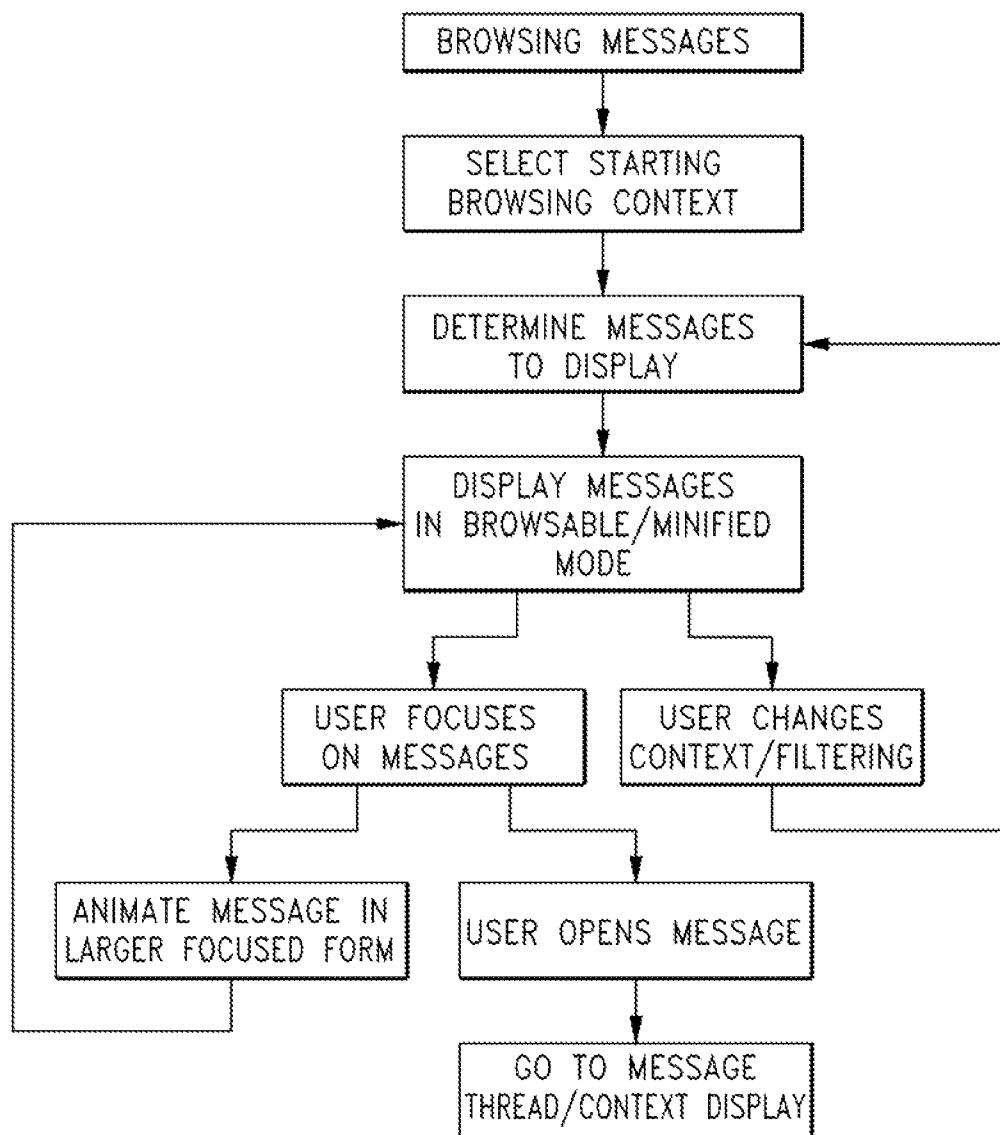 BROWSING MESSAGES
SELECT STARTING
BROWSING CONTEXT
DETERMINE MESSAGES
TO DISPLAY
DISPLAY MESSAGES
IN BROWSABLE/MINIFIED
MODE
USER FOCUSES
ON MESSAGES
USER CHANGES
CONTEXT/FILTERING
ANIMATE MESSAGE IN
LARGER FOCUSED FORM
USER OPENS MESSAGE
GO TO MESSAGE
THREAD/CONTEXT DISPLAY